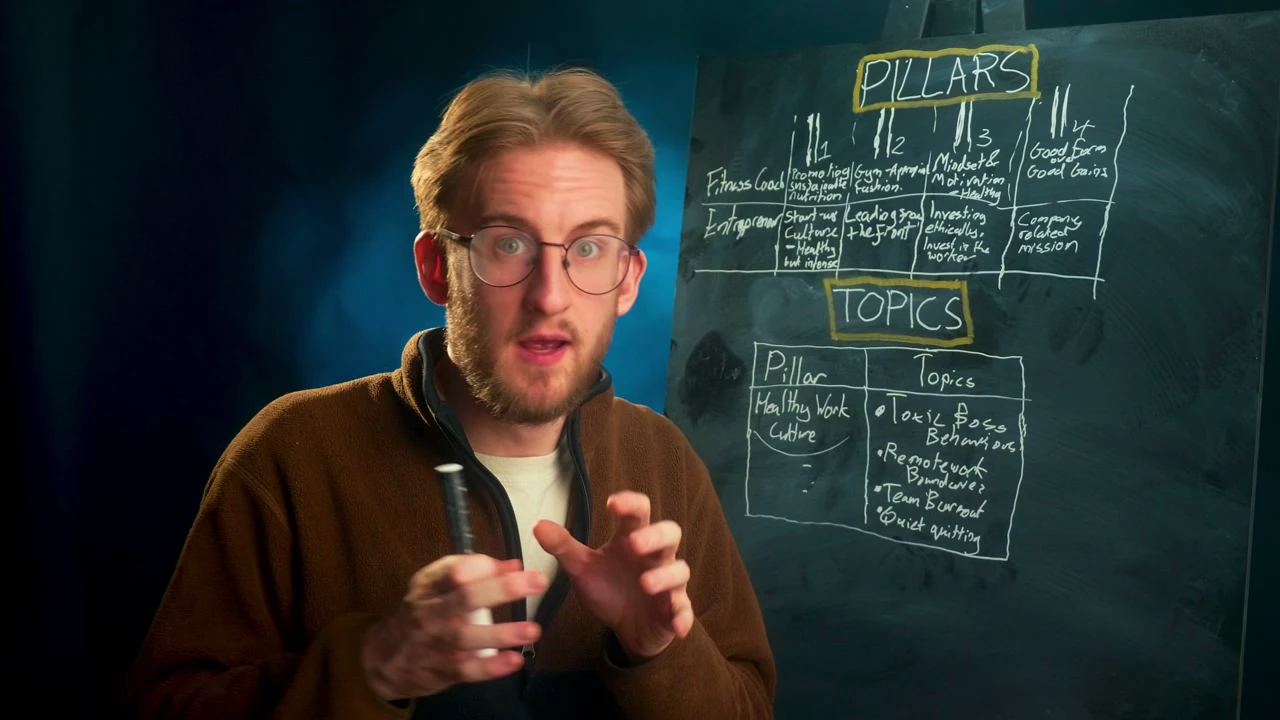 PILLARS
1 2 3 4
Fitness Coach
Promoting
sustainable
nutrition
Gym-
Fashion.
Mindset &
Motivation
- Healthy
Good Form
over
Good Gains
Entrepreneur
Start-up
Culture
- Healthy
but intense
Leading from
the front
Investing
ethically,
Invest in the
worker
Company
related
mission
TOPICS
Pillar Topics
Healthy Work
Culture
• Toxic Boss
Behaviours
• Remote work
Boundaries
• Team Burnout
• Quiet quitting